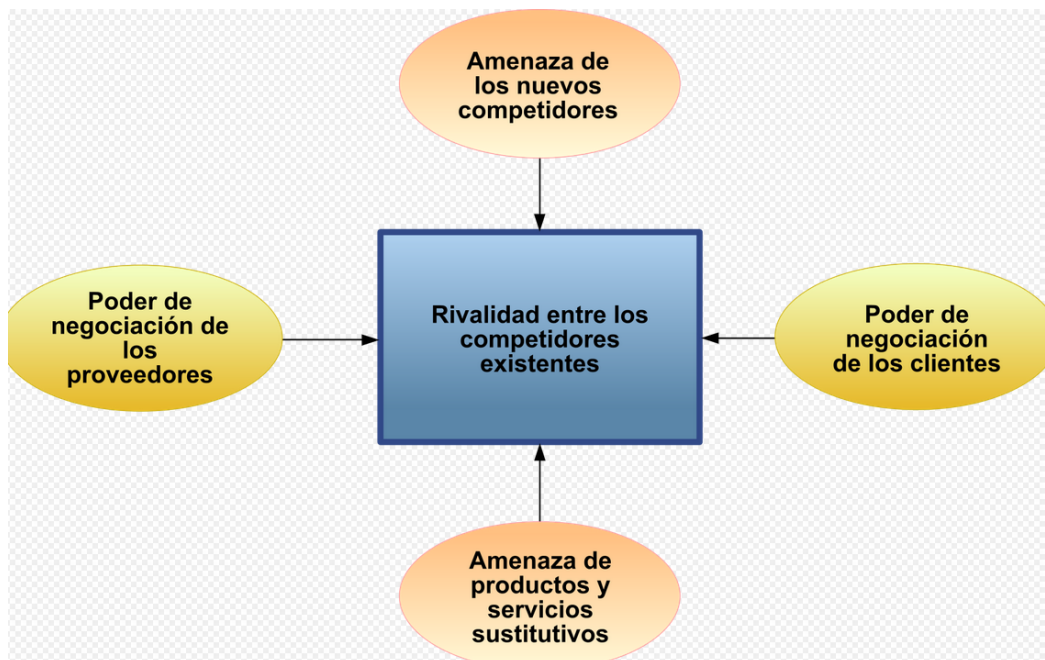 Amenaza de
los nuevos
competidores
Poder de
negociación de
los
proveedores
Rivalidad entre los
competidores
existentes
Poder de
negociación
de los clientes
Amenaza de
productos y
servicios
sustitutivos